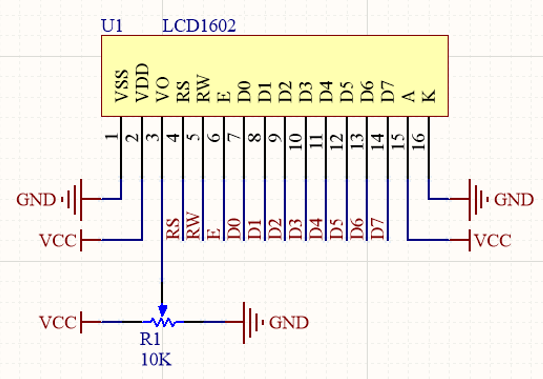 U1 LCD1602
VSS VDD VO RS RW E D0 D1 D2 D3 D4 D5 D6 D7 A K
1 2 3 4 5 6 7 8 9 10 11 12 13 14 15 16
GND GND
VCC RS RW E D0 D1 D2 D3 D4 D5 D6 D7 VCC
VCC GND
R1
10K